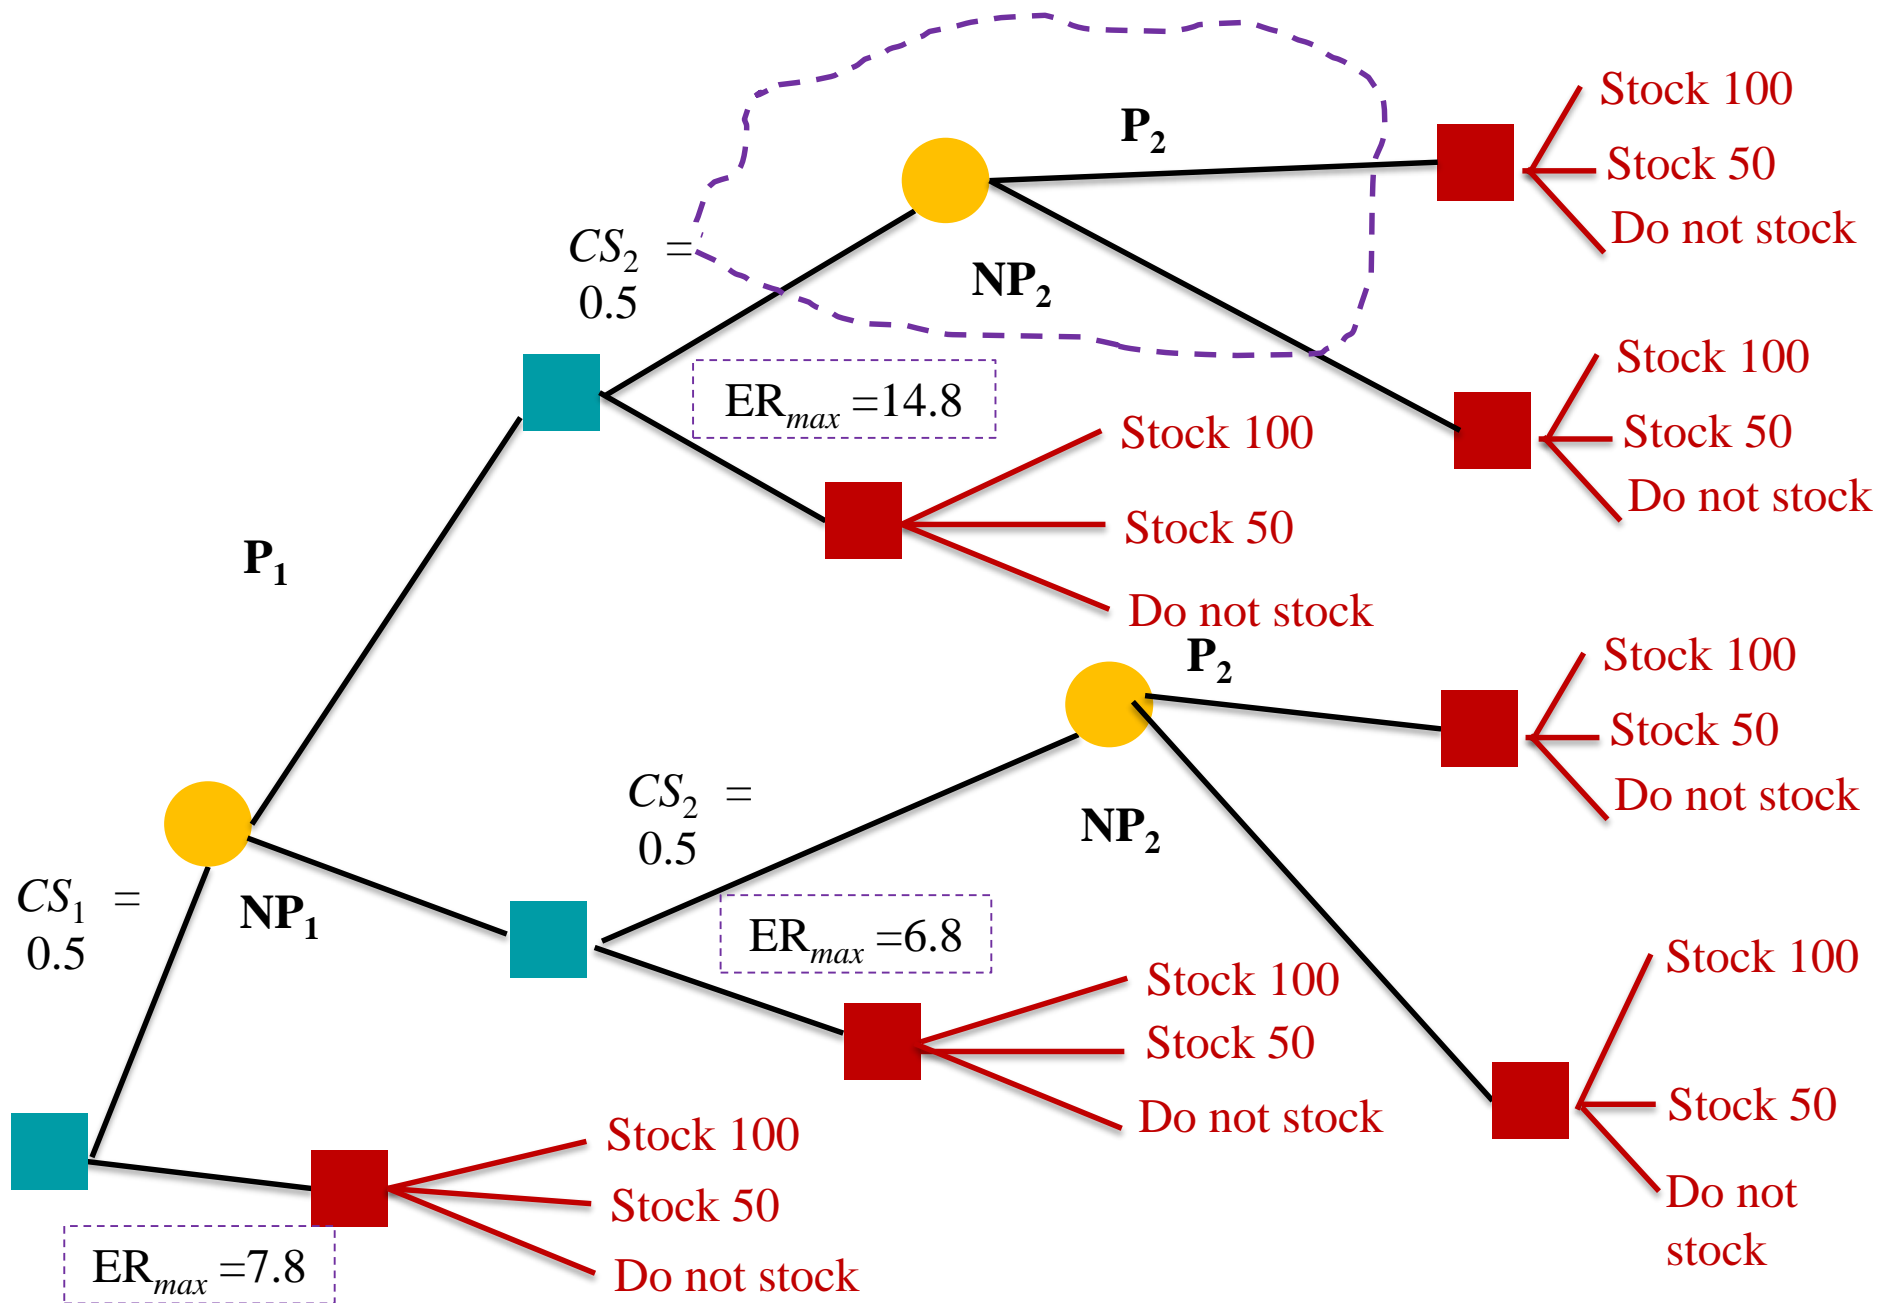 Stock 100
P₂
Stock 50
Do not stock
CS₂ =
0.5
NP₂
Stock 100
ERₘₐₓ =14.8
Stock 50
Stock 100
Do not stock
Stock 50
P₁
Do not stock
P₂
Stock 100
Stock 50
CS₂ =
0.5
Do not stock
NP₂
CS₁ =
0.5
NP₁
ERₘₐₓ =6.8
Stock 100
Stock 100
Stock 50
Stock 50
Do not stock
Stock 100
Do not
stock
Stock 50
ERₘₐₓ =7.8
Do not stock